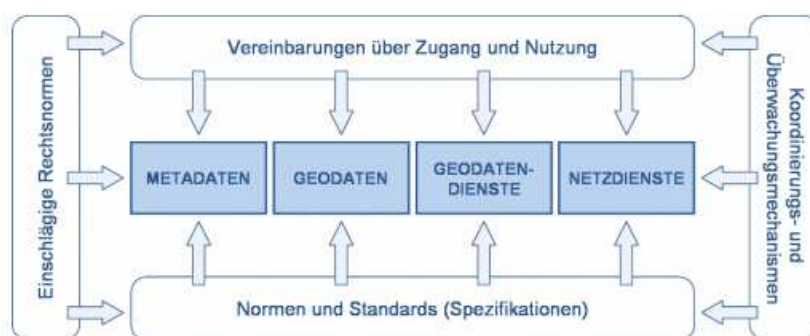 Einschlägige Rechtsnormen
Vereinbarungen über Zugang und Nutzung
METADATEN
GEODATEN
GEODATEN-
DIENSTE
NETZDIENSTE
Normen und Standards (Spezifikationen)
Koordinierungs- und
Überwachungsmechanismen